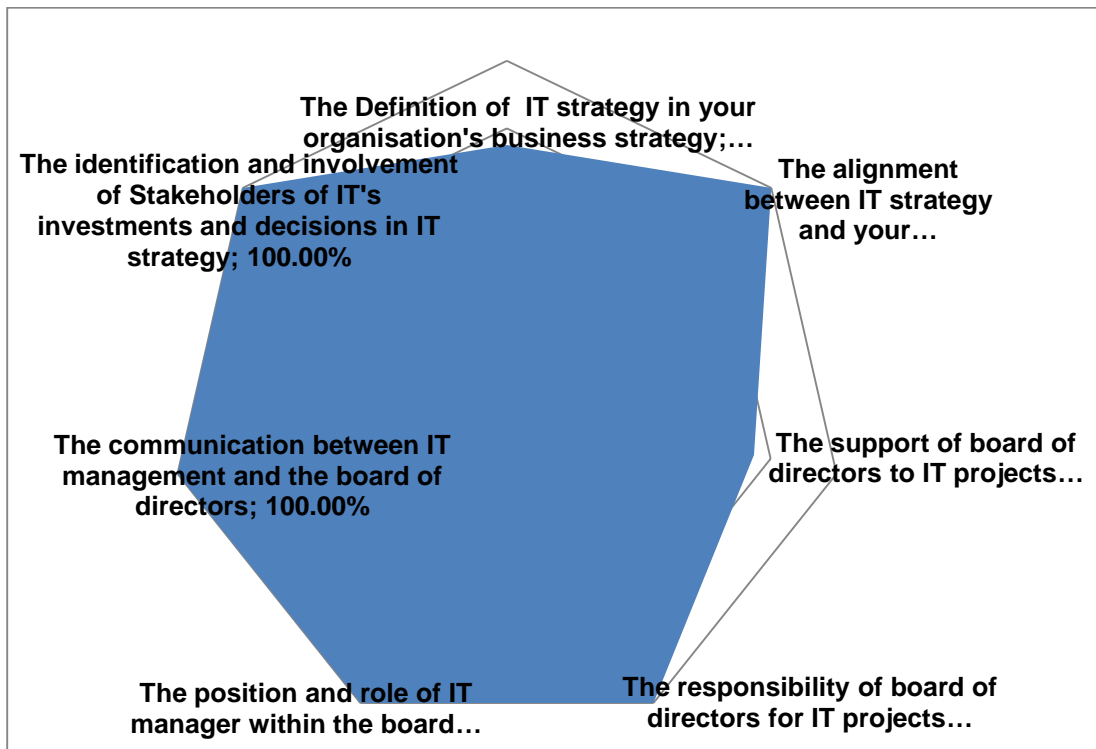 The Definition of  IT strategy in your
organisation's business strategy;…
The alignment
between IT strategy
and your…
The support of board of
directors to IT projects…
The responsibility of board of
directors for IT projects…
The position and role of IT
manager within the board…
The communication between IT
management and the board of
directors; 100.00%
The identification and involvement
of Stakeholders of IT's
investments and decisions in IT
strategy; 100.00%